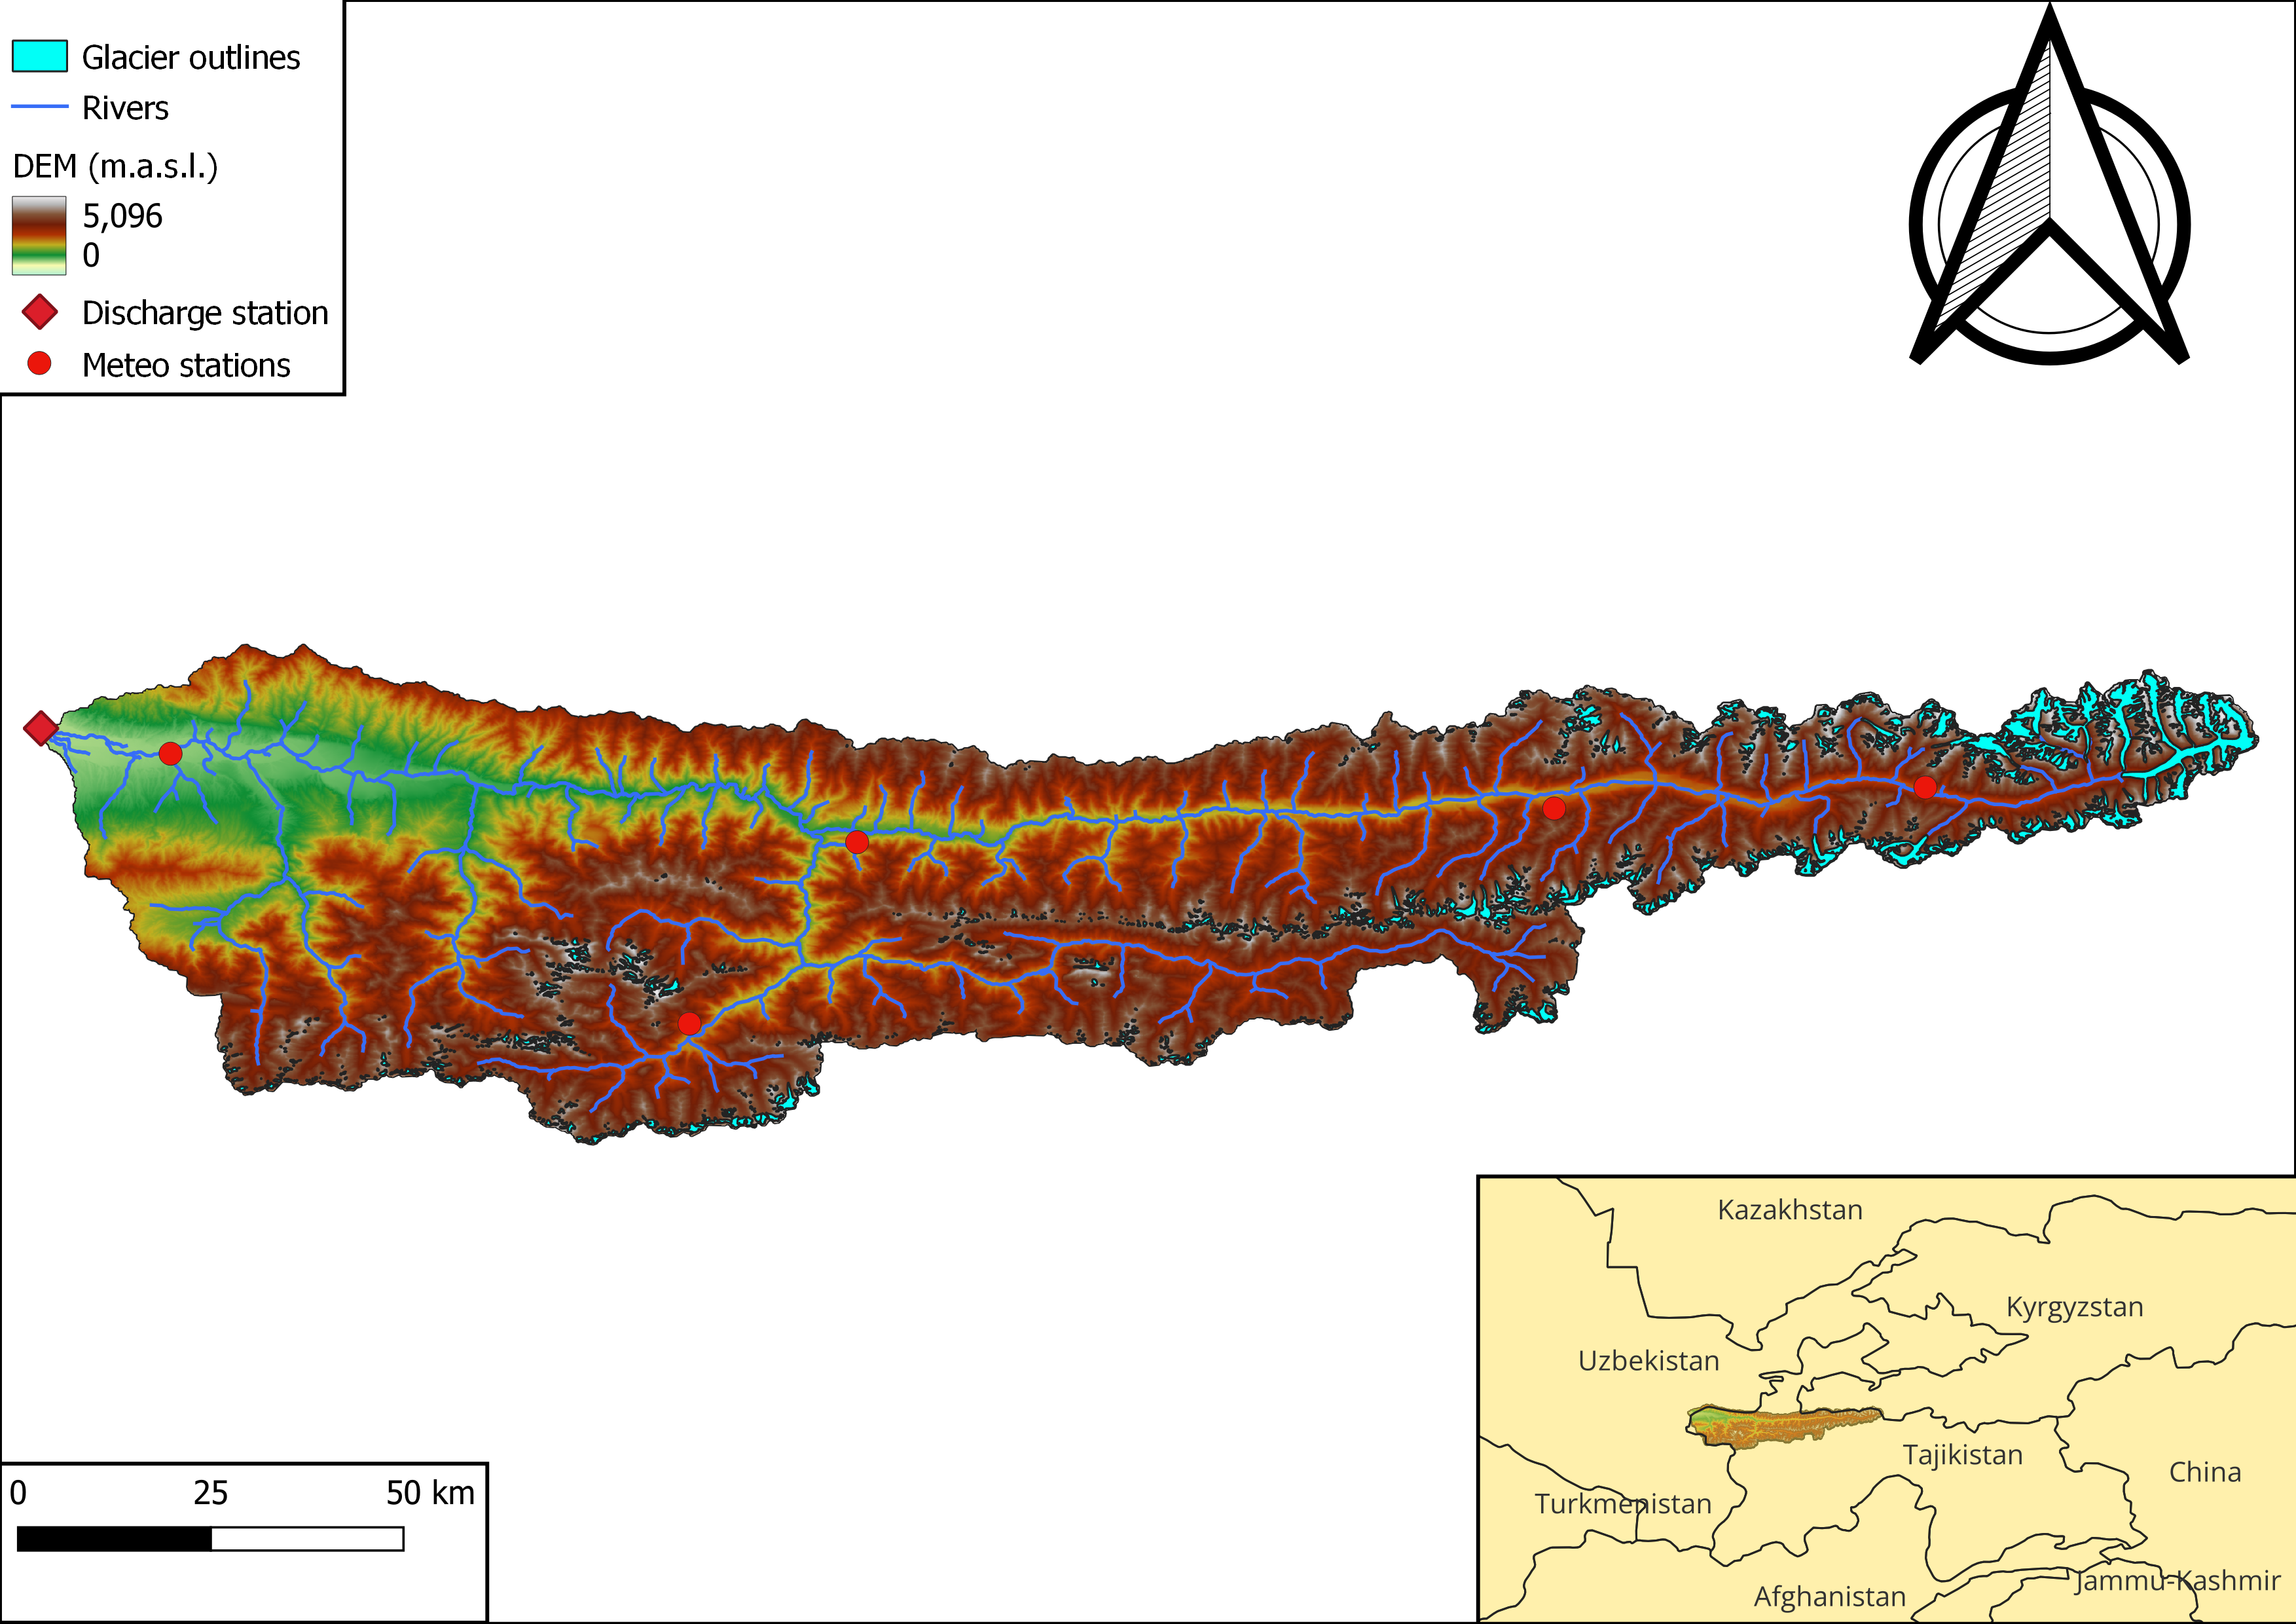 Glacier outlines
Rivers
DEM (m.a.s.l.)
5,096
0
Discharge station
Meteo stations
0 25 50 km
Kazakhstan
Kyrgyzstan
Uzbekistan
Tajikistan
China
Turkmenistan
Jammu-Kashmir
Afghanistan